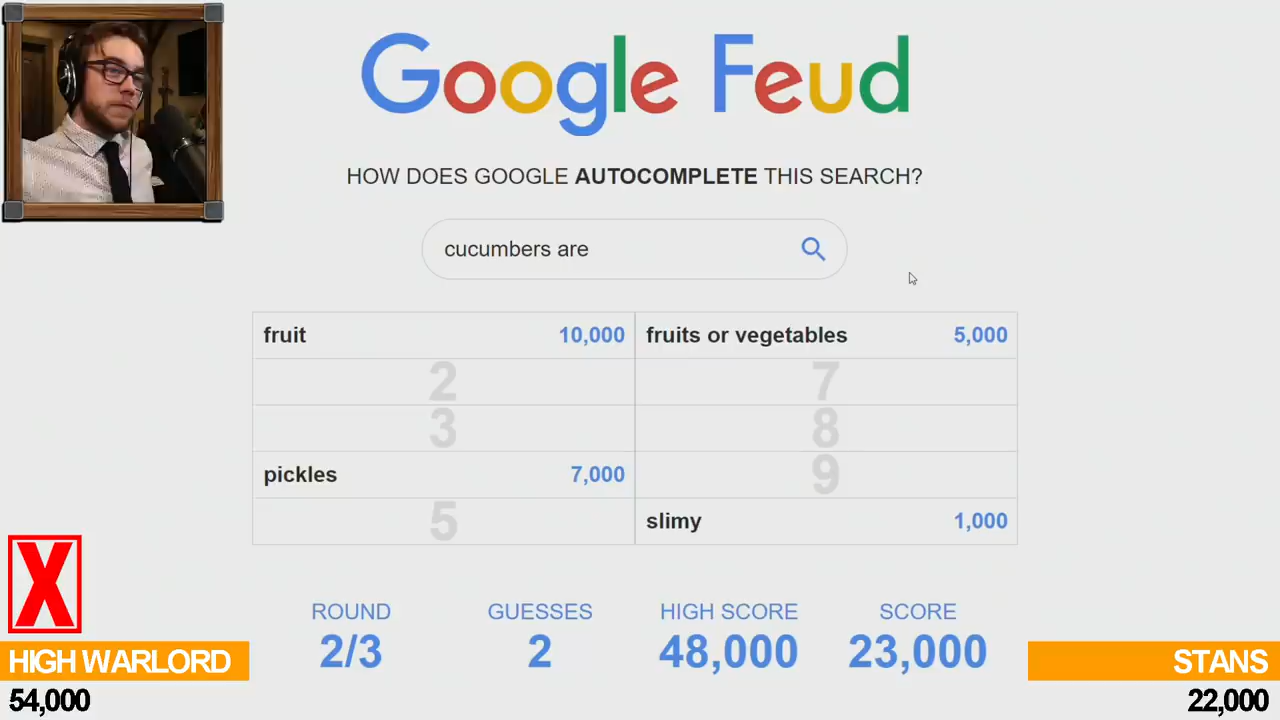 Google Feud
HOW DOES GOOGLE AUTOCOMPLETE THIS SEARCH?
cucumbers are
fruit 10,000 fruits or vegetables 5,000
2 7
3 8
pickles 7,000 9
5 slimy 1,000
X
ROUND GUESSES HIGH SCORE SCORE
2/3 2 48,000 23,000
HIGH WARLORD STANS
54,000 22,000